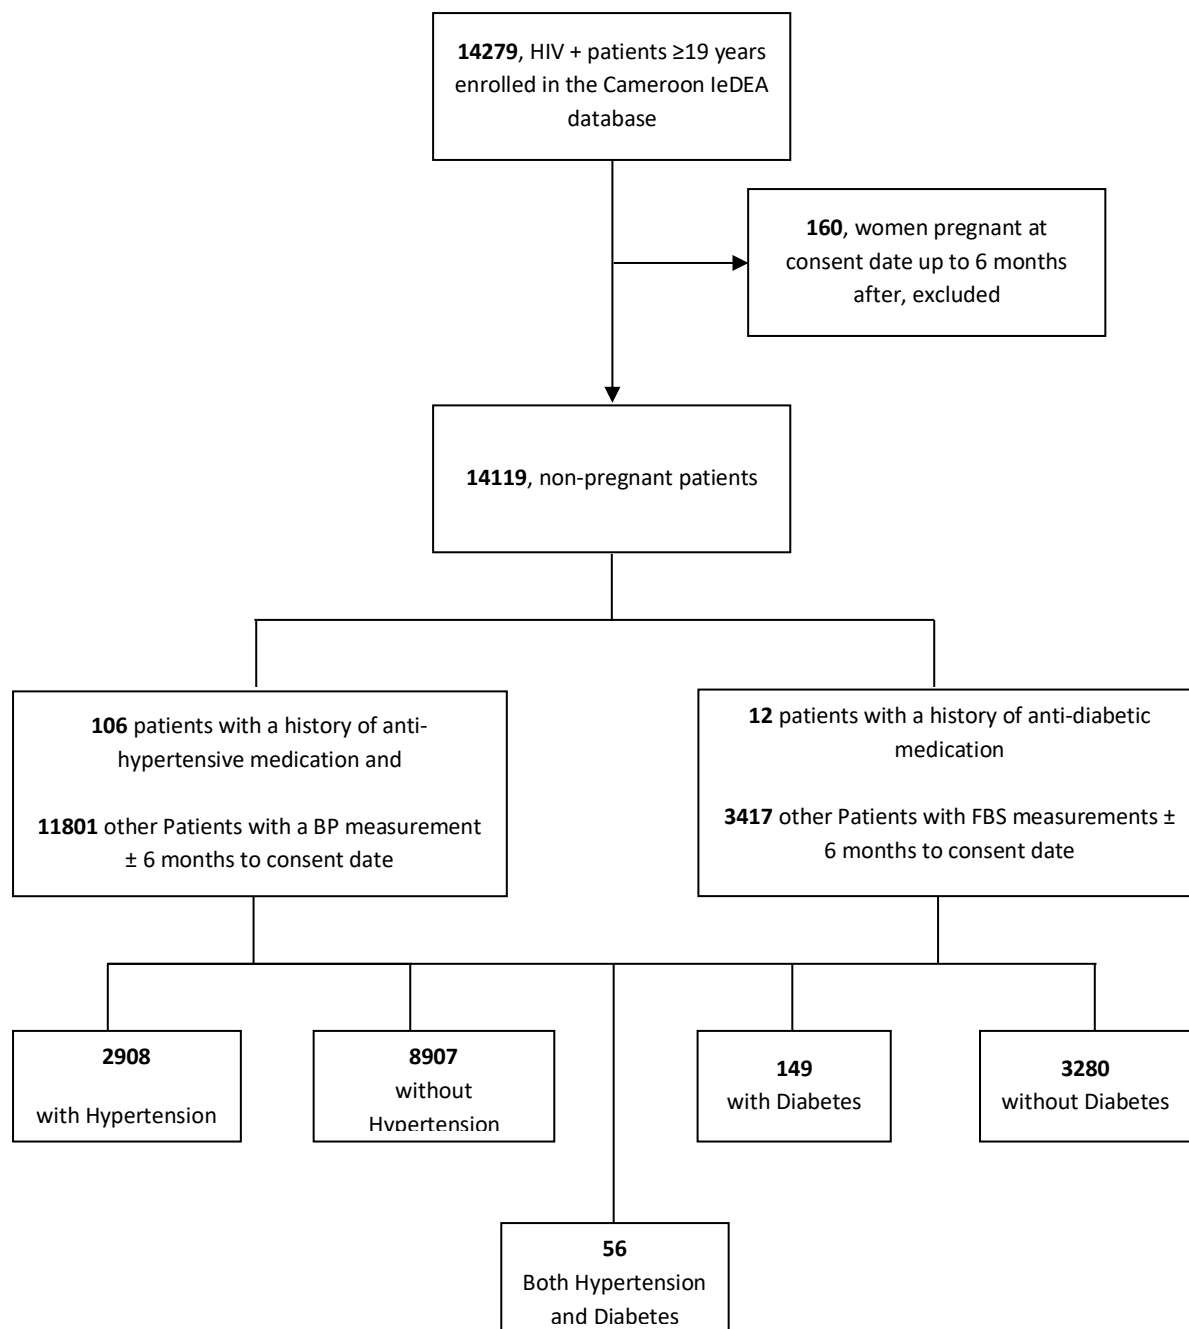 14279, HIV + patients ≥19 years
enrolled in the Cameroon IeDEA
database
160, women pregnant at
consent date up to 6 months
after, excluded
14119, non-pregnant patients
106 patients with a history of anti-
hypertensive medication and
11801 other Patients with a BP measurement
± 6 months to consent date
12 patients with a history of anti-diabetic
medication
3417 other Patients with FBS measurements ±
6 months to consent date
2908
with Hypertension
8907
without
Hypertension
149
with Diabetes
3280
without Diabetes
56
Both Hypertension
and Diabetes